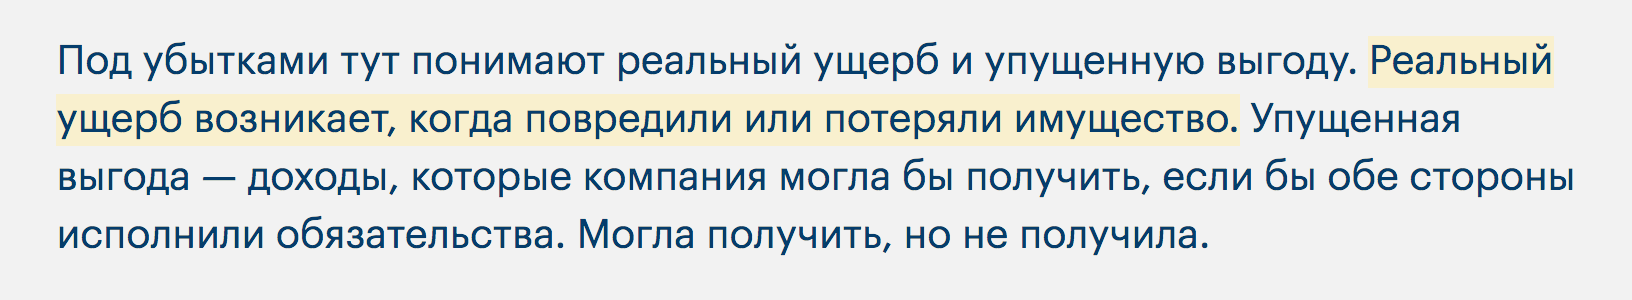 Под убытками тут понимают реальный ущерб и упущенную выгоду. Реальный
ущерб возникает, когда повредили или потеряли имущество. Упущенная
выгода — доходы, которые компания могла бы получить, если бы обе стороны
исполнили обязательства. Могла получить, но не получила.